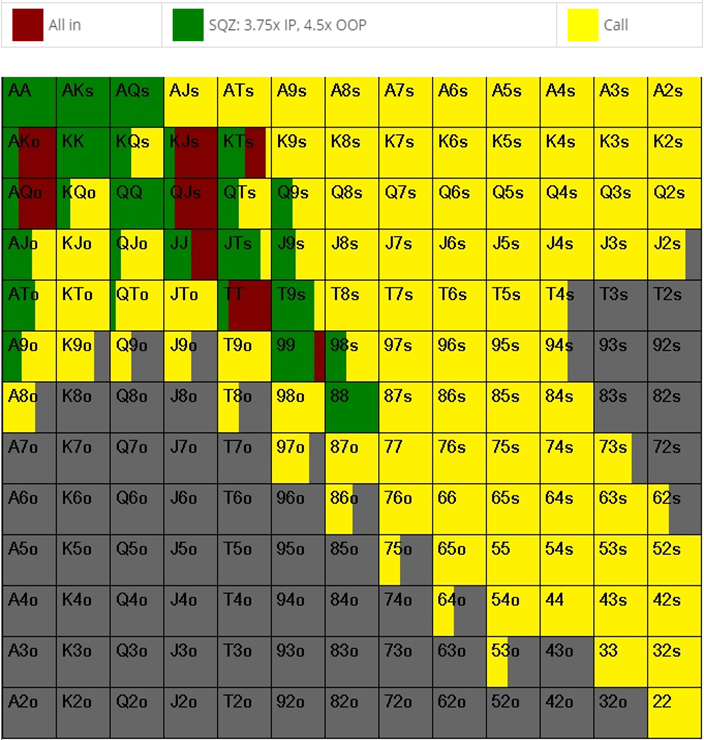 All in SQZ: 3.75x IP, 4.5x OOP Call
AA AKs AQs AJs ATs A9s A8s A7s A6s A5s A4s A3s A2s
AKo KK KQs KJs KTs K9s K8s K7s K6s K5s K4s K3s K2s
AQo KQo QQ QJs QTs Q9s Q8s Q7s Q6s Q5s Q4s Q3s Q2s
AJo KJo QJo JJ JTs J9s J8s J7s J6s J5s J4s J3s J2s
ATo KTo QTo JTo TT T9s T8s T7s T6s T5s T4s T3s T2s
A9o K9o Q9o J9o T9o 99 98s 97s 96s 95s 94s 93s 92s
A8o K8o Q8o J8o T8o 98o 88 87s 86s 85s 84s 83s 82s
A7o K7o Q7o J7o T7o 97o 87o 77 76s 75s 74s 73s 72s
A6o K6o Q6o J6o T6o 96o 86o 76o 66 65s 64s 63s 62s
A5o K5o Q5o J5o T5o 95o 85o 75o 65o 55 54s 53s 52s
A4o K4o Q4o J4o T4o 94o 84o 74o 64o 54o 44 43s 42s
A3o K3o Q3o J3o T3o 93o 83o 73o 63o 53o 43o 33 32s
A2o K2o Q2o J2o T2o 92o 82o 72o 62o 52o 42o 32o 22